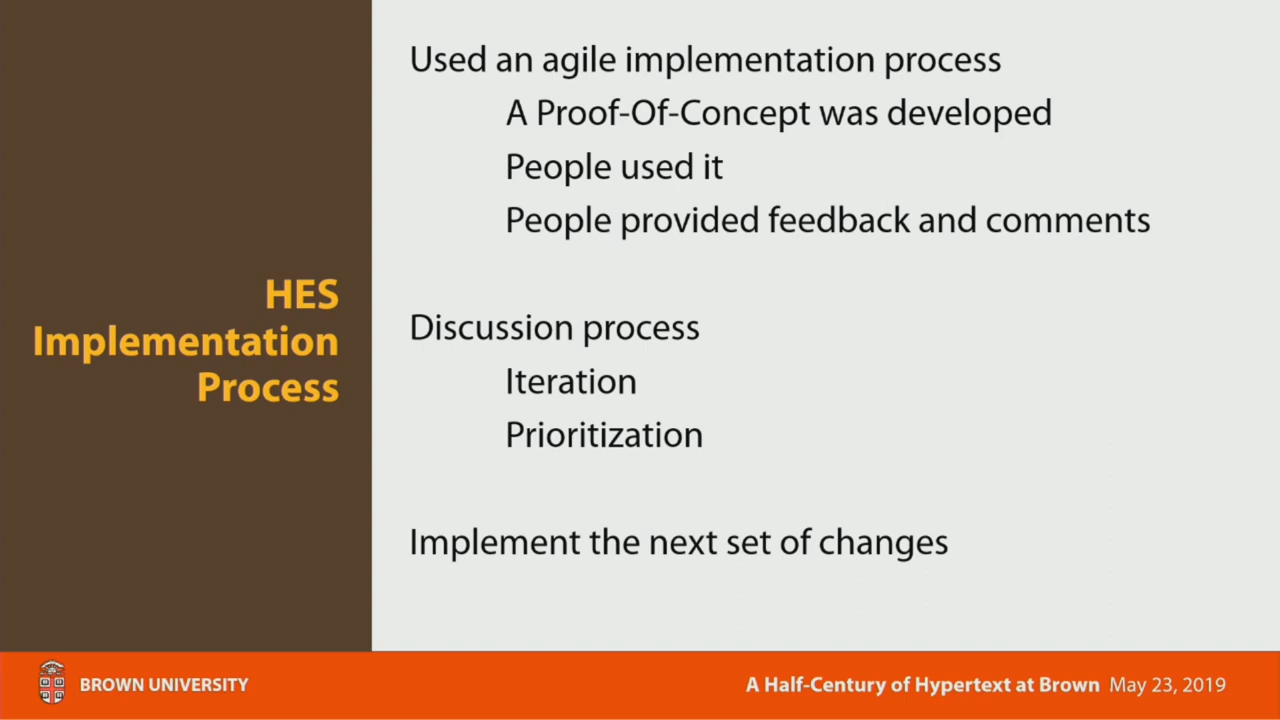 HES
Implementation
Process
Used an agile implementation process
A Proof-Of-Concept was developed
People used it
People provided feedback and comments
Discussion process
Iteration
Prioritization
Implement the next set of changes
BROWN UNIVERSITY
A Half-Century of Hypertext at Brown May 23, 2019